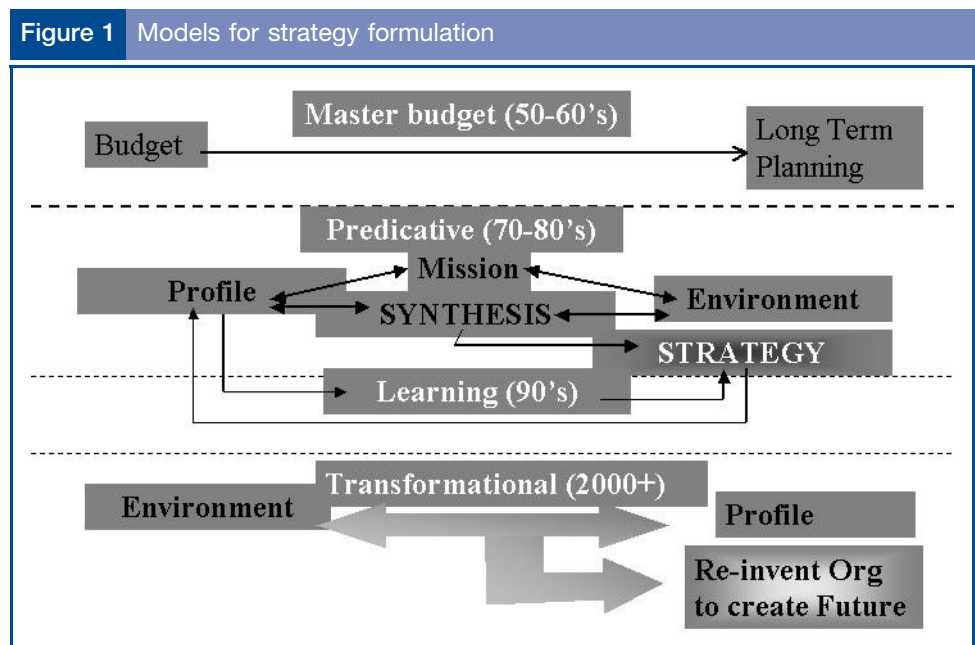 Figure 1 Models for strategy formulation
Master budget (50-60's)
Budget
Long Term
Planning
Predicative (70-80's)
Mission
Profile
Environment
SYNTHESIS
STRATEGY
Learning (90's)
Transformational (2000+)
Environment
Profile
Re-invent Org
to create Future